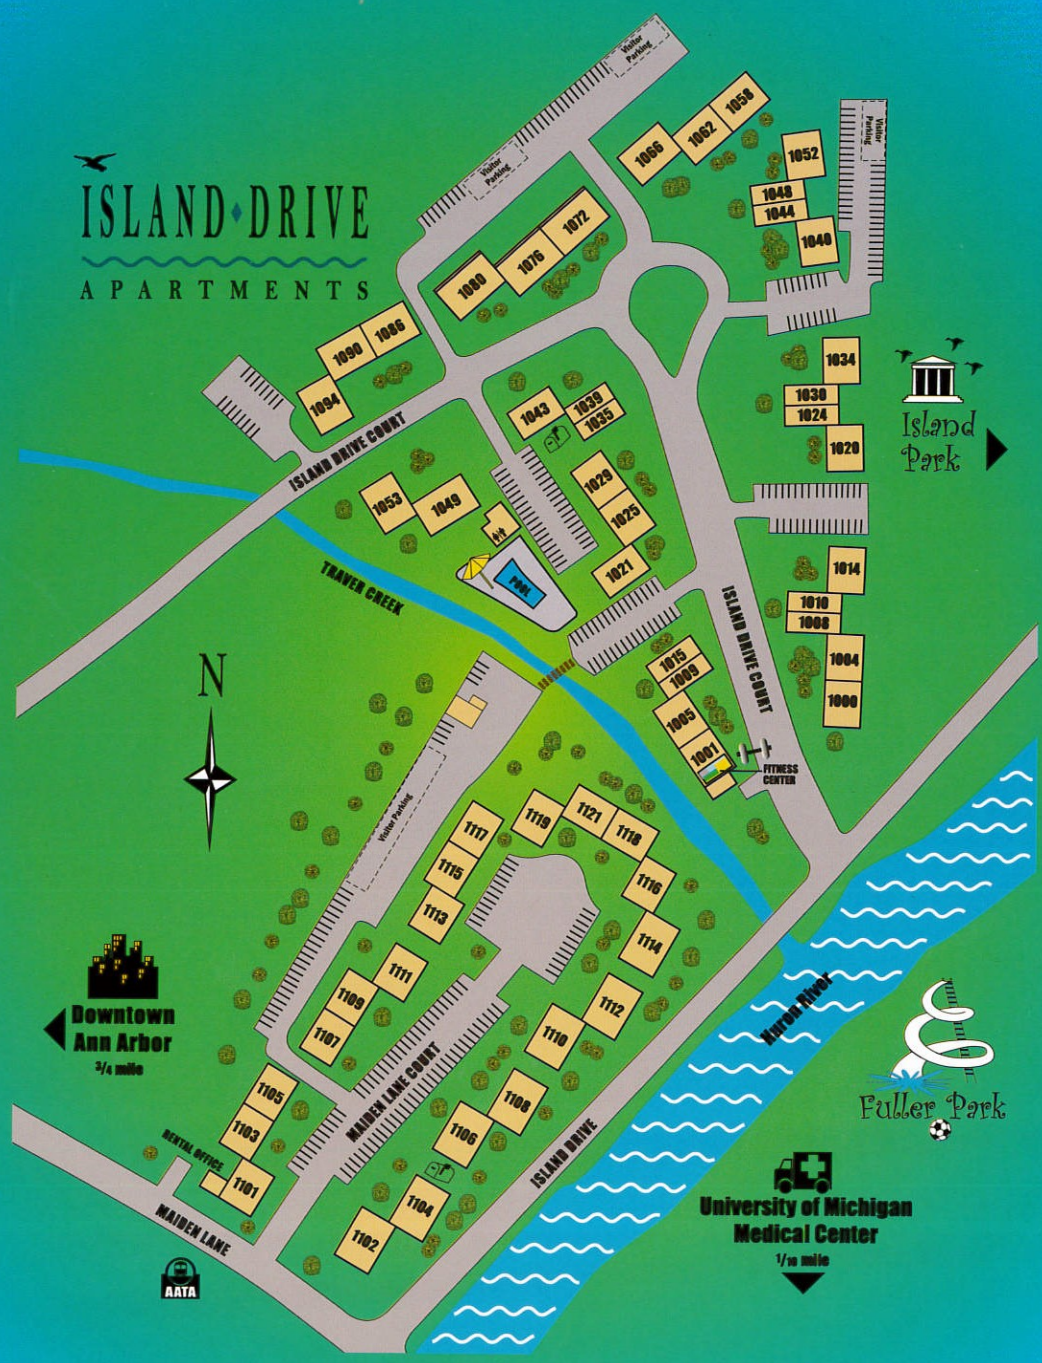 ISLAND DRIVE
APARTMENTS
Visitor
Parking
Visitor
Parking
Visitor
Parking
1058
1062
1066
1052
1048
1044
1040
1072
1076
1080
1086
1090
1094
1034
1030
1024
1020
Island
Park
1043
1039
1035
ISLAND DRIVE COURT
1053
1049
1029
1025
1021
POOL
TRAVER CREEK
1014
1010
1008
1004
1000
ISLAND DRIVE COURT
1015
1009
1005
1001
FITNESS
CENTER
N
Visitor Parking
1117
1115
1113
1119
1121
1118
1116
1114
1111
1109
1107
1112
1110
1108
1106
1104
1102
1105
1103
1101
MAIDEN LANE COURT
RENTAL OFFICE
MAIDEN LANE
ISLAND DRIVE
Huron River
Downtown
Ann Arbor
3/4 mile
Fuller Park
University of Michigan
Medical Center
1/10 mile
AATA